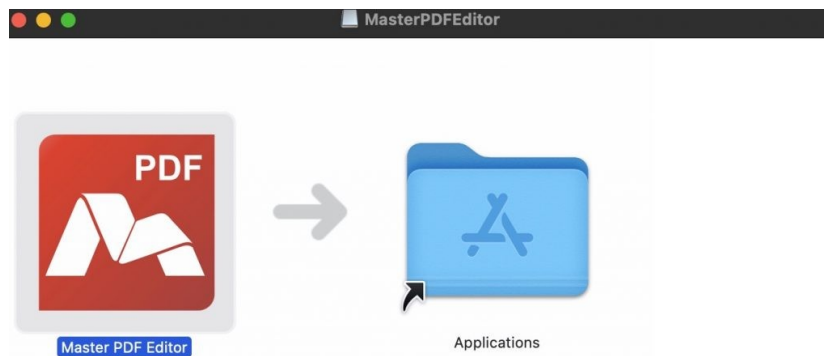 MasterPDFEditor
PDF
Master PDF Editor
Applications